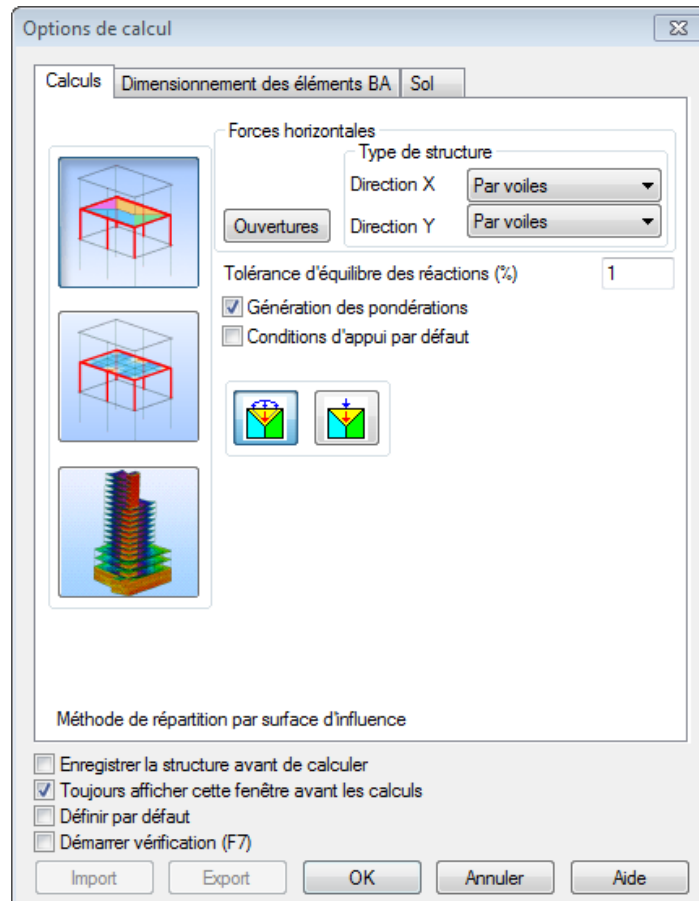 Options de calcul
Calculs
Dimensionnement des éléments BA
Sol
Forces horizontales
Type de structure
Direction X
Par voiles
Ouvertures
Direction Y
Par voiles
Tolérance d'équilibre des réactions (%)
1
Génération des pondérations
Conditions d'appui par défaut
Méthode de répartition par surface d'influence
Enregistrer la structure avant de calculer
Toujours afficher cette fenêtre avant les calculs
Définir par défaut
Démarrer vérification (F7)
Import
Export
OK
Annuler
Aide